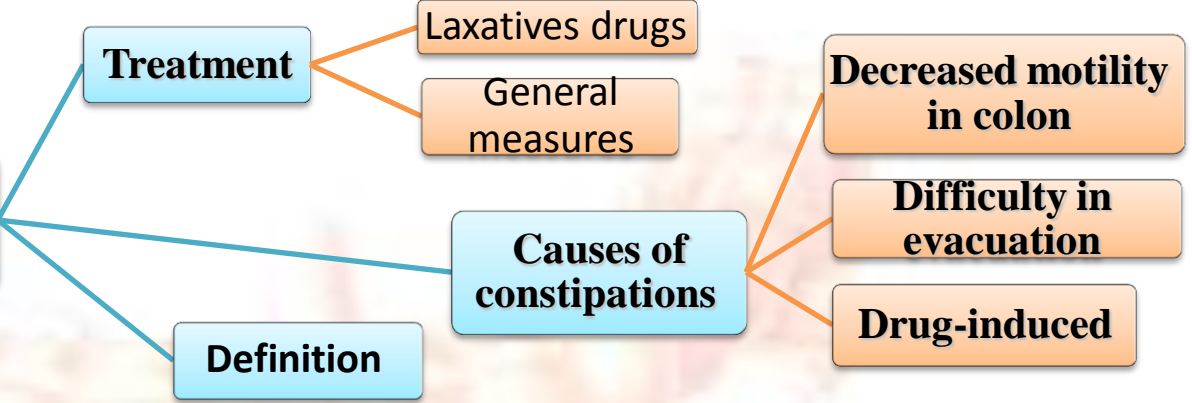 Treatment
Laxatives drugs
General
measures
Causes of
constipations
Decreased motility
in colon
Difficulty in
evacuation
Drug-induced
Definition